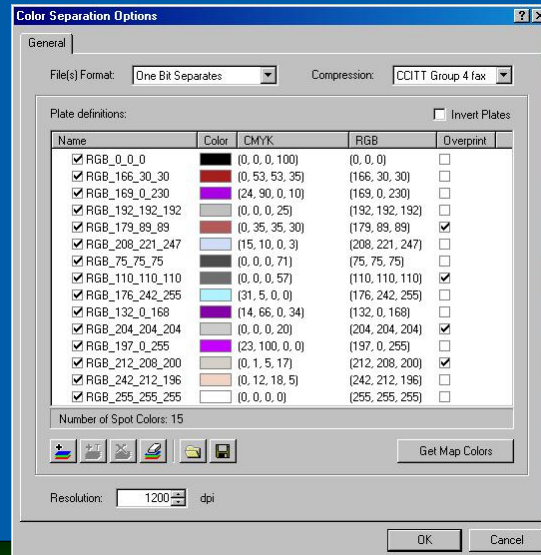 Color Separation Options
General
File(s) Format: One Bit Separates Compression: CCITT Group 4 fax
Plate definitions: Invert Plates
Name Color CMYK RGB Overprint
RGB_0_0_0 (0, 0, 0, 100) (0, 0, 0)
RGB_166_30_30 (0, 53, 53, 35) (166, 30, 30)
RGB_169_0_230 (24, 90, 0, 10) (169, 0, 230)
RGB_192_192_192 (0, 0, 0, 25) (192, 192, 192)
RGB_179_89_89 (0, 35, 35, 30) (179, 89, 89)
RGB_208_221_247 (15, 10, 0, 3) (208, 221, 247)
RGB_75_75_75 (0, 0, 0, 71) (75, 75, 75)
RGB_110_110_110 (0, 0, 0, 57) (110, 110, 110)
RGB_176_242_255 (31, 5, 0, 0) (176, 242, 255)
RGB_132_0_168 (14, 66, 0, 34) (132, 0, 168)
RGB_204_204_204 (0, 0, 0, 20) (204, 204, 204)
RGB_197_0_255 (23, 100, 0, 0) (197, 0, 255)
RGB_212_208_200 (0, 1, 5, 17) (212, 208, 200)
RGB_242_212_196 (0, 12, 18, 5) (242, 212, 196)
RGB_255_255_255 (0, 0, 0, 0) (255, 255, 255)
Number of Spot Colors: 15
Get Map Colors
Resolution: 1200 dpi
OK Cancel